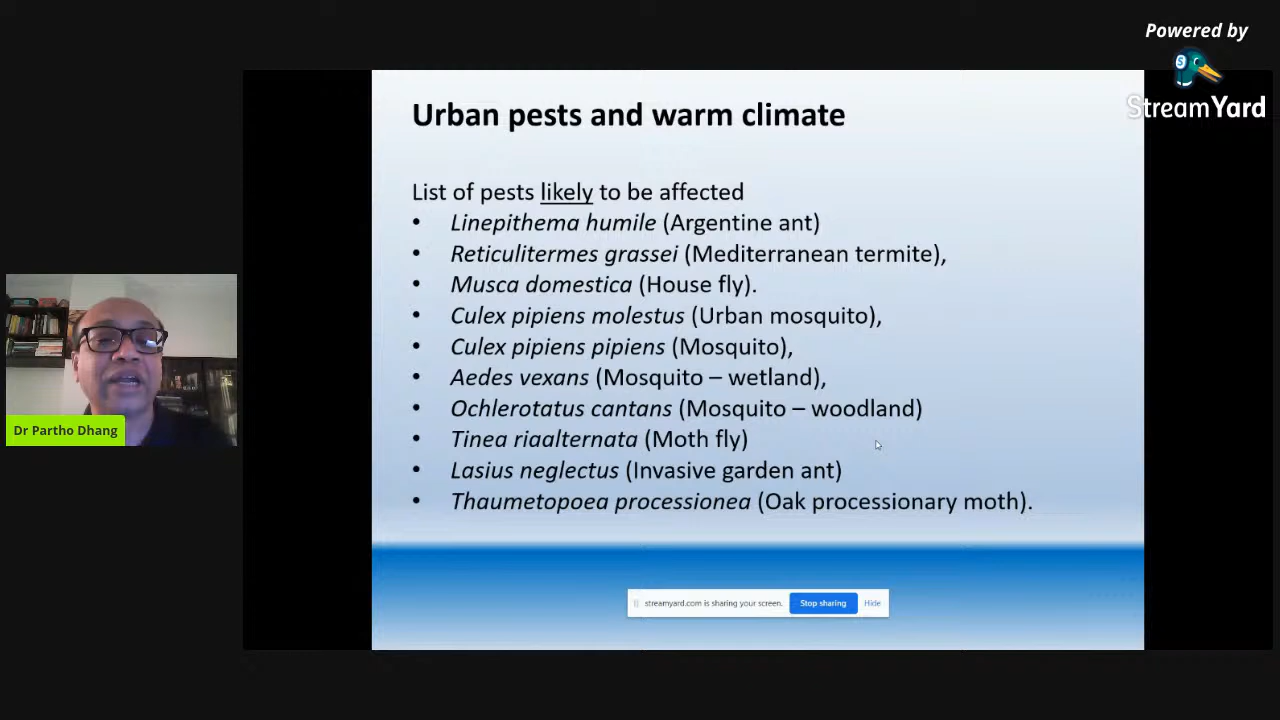 Powered by
StreamYard
Urban pests and warm climate
List of pests likely to be affected
• Linepithema humile (Argentine ant)
• Reticulitermes grassei (Mediterranean termite),
• Musca domestica (House fly).
• Culex pipiens molestus (Urban mosquito),
• Culex pipiens pipiens (Mosquito),
• Aedes vexans (Mosquito – wetland),
• Ochlerotatus cantans (Mosquito – woodland)
• Tinea riaalternata (Moth fly)
• Lasius neglectus (Invasive garden ant)
• Thaumetopoea processionea (Oak processionary moth).
Dr Partho Dhang
streamyard.com is sharing your screen. Stop sharing Hide